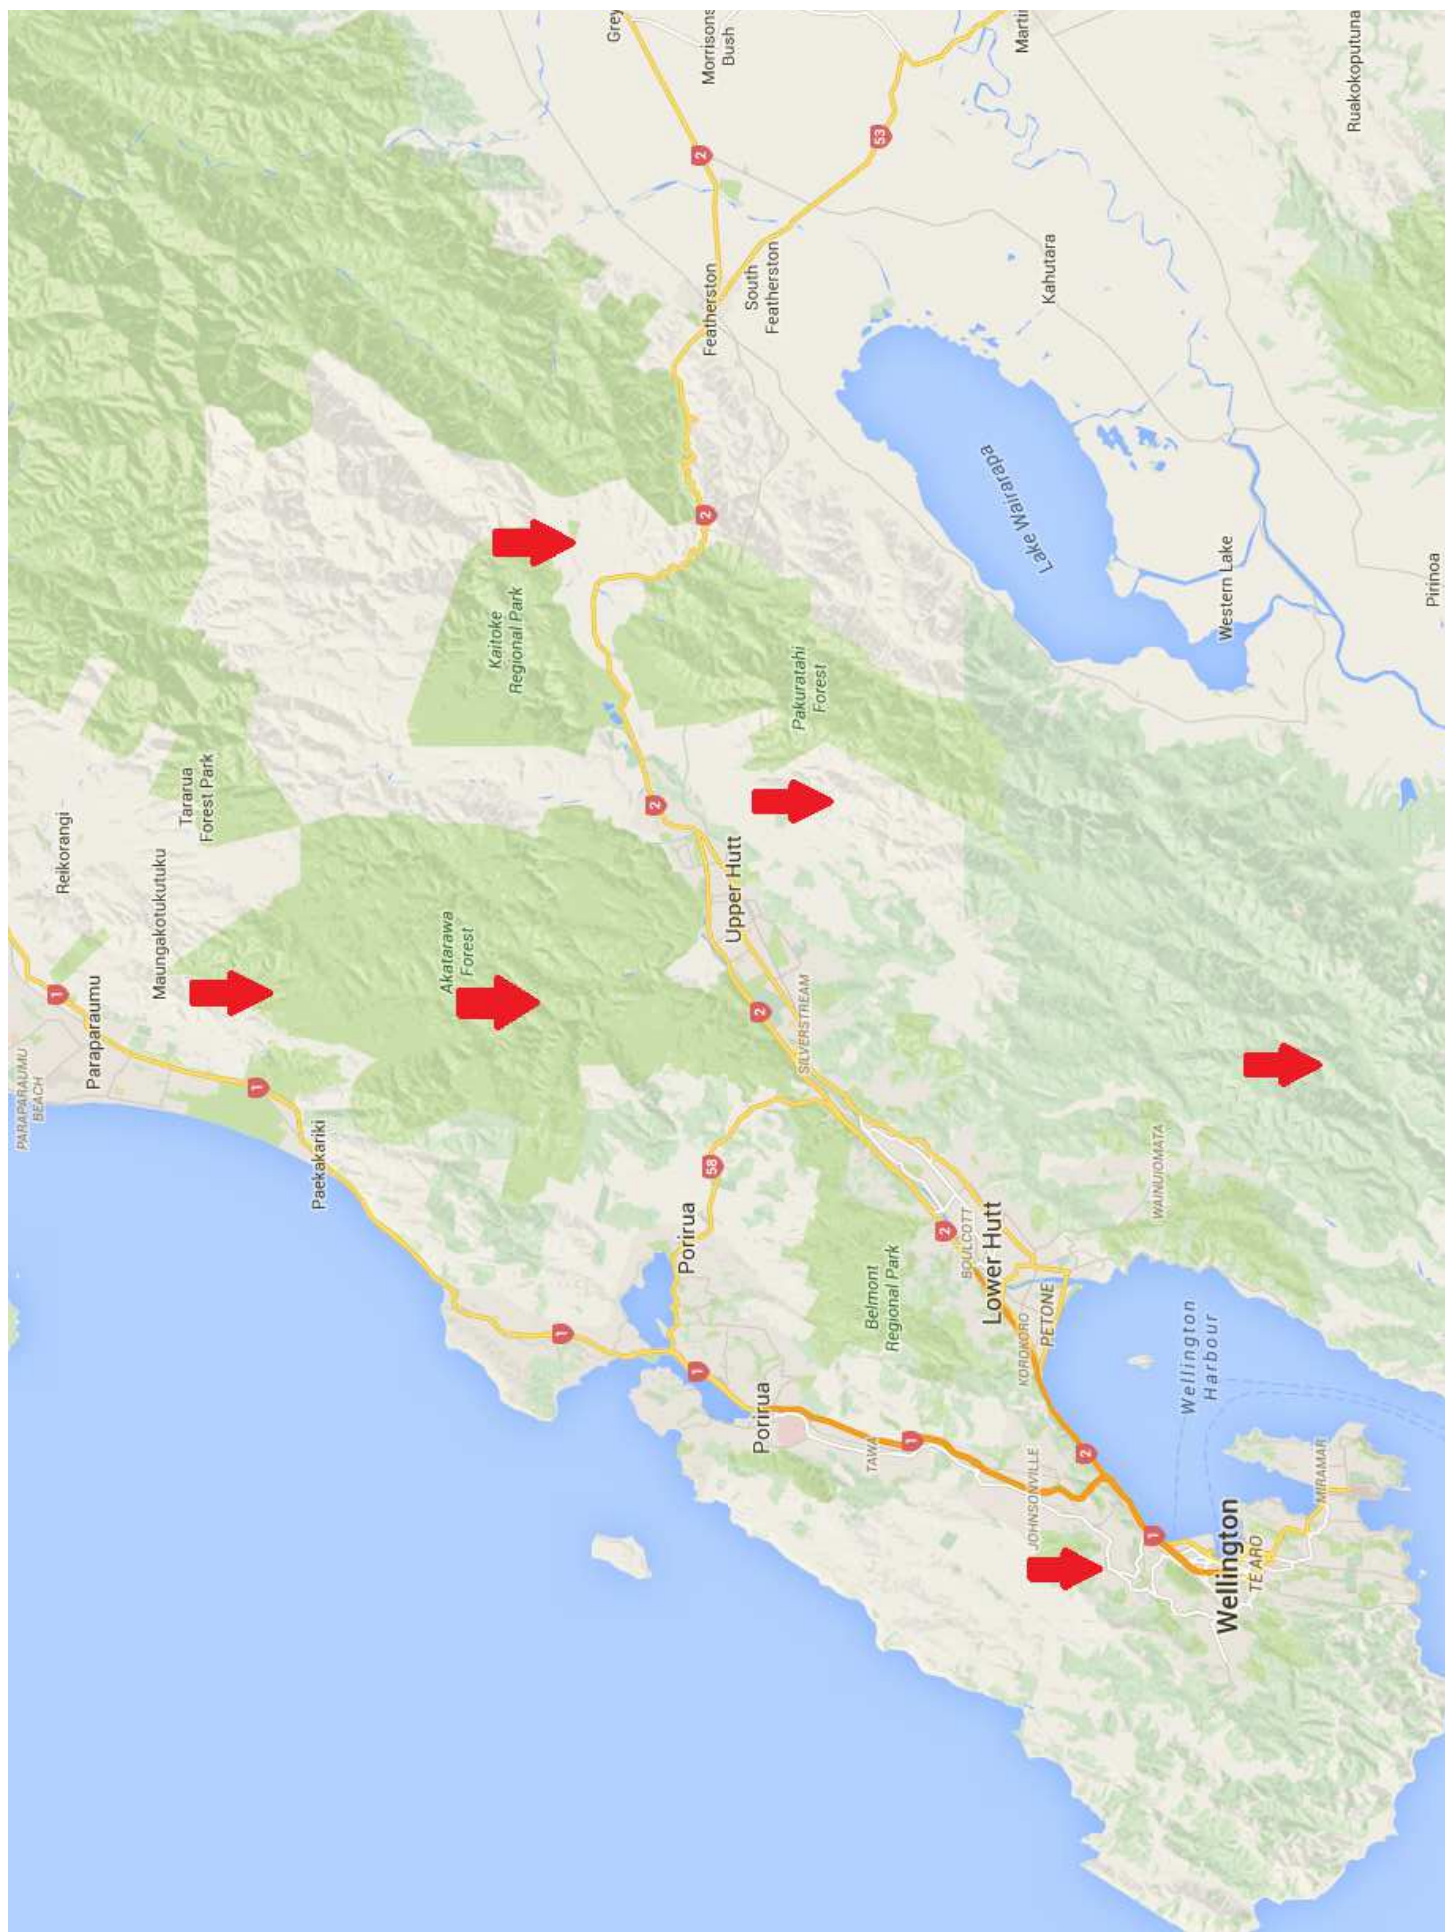 PARAPARAUMU
BEACH
1
Reikorangi
Paraparaumu
Maungakotukutuku
Tararua
Forest Park
1
Paekakariki
Akatarawa
Forest
Kaitoke
Regional Park
1
Grey
2
Porirua
1
2
2
Featherston
58
Morrisons
Bush
Upper Hutt
South
Featherston
2
Porirua
Pakuratahi
Forest
SILVERSTREAM
Belmont
Regional Park
TAWA
53
1
2
BOULCOTT
Lower Hutt
Lake Wairarapa
Marti
KOROKORO
JOHNSONVILLE
PETONE
Kahutara
2
1
WAINUIOMATA
Wellington
Harbour
Western Lake
Wellington
TE ARO
MIRAMAR
Ruakokoputuna
Pirinoa